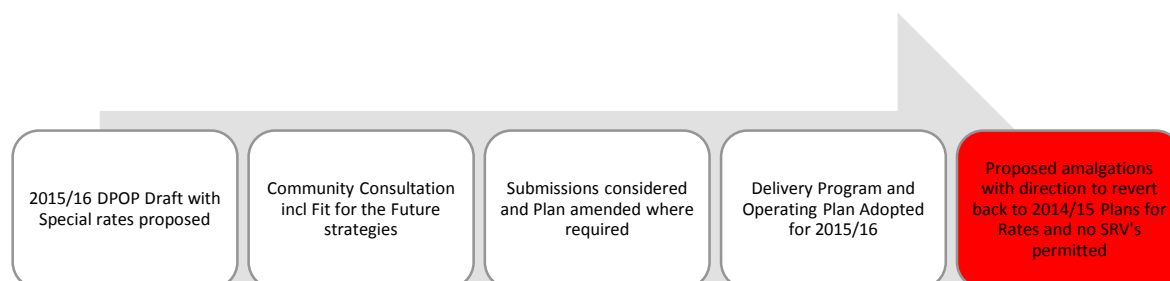 2015/16 DPOP Draft with
Special rates proposed
Community Consultation
incl Fit for the Future
strategies
Submissions considered
and Plan amended where
required
Delivery Program and
Operating Plan Adopted
for 2015/16
Proposed amalgations
with direction to revert
back to 2014/15 Plans for
Rates and no SRV's
permitted